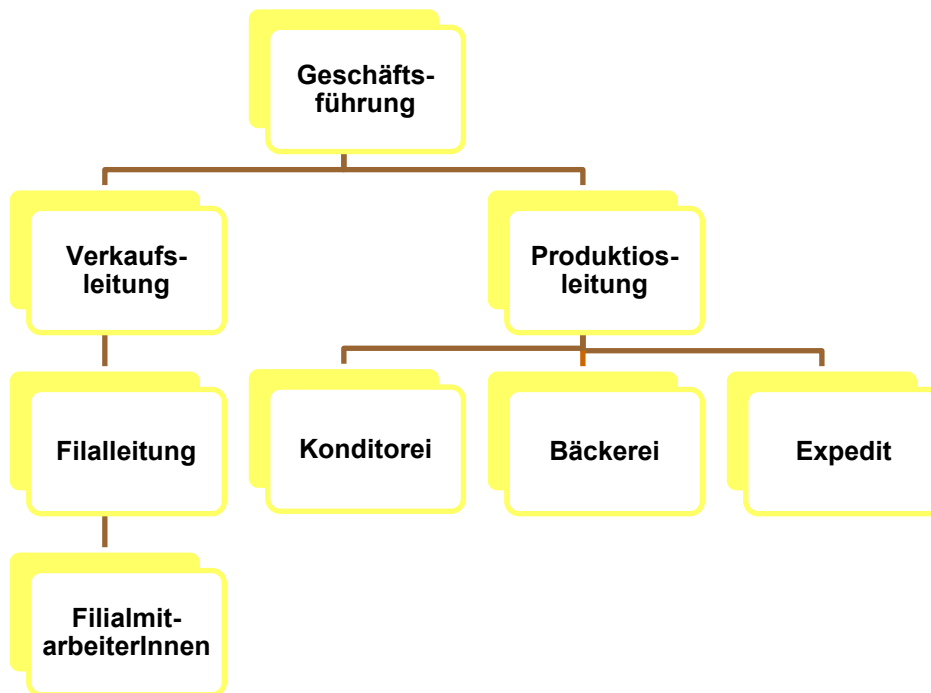 Geschäfts-
führung
Verkaufs-
leitung
Produktios-
leitung
Filalleitung
Konditorei
Bäckerei
Expedit
Filialmit-
arbeiterInnen